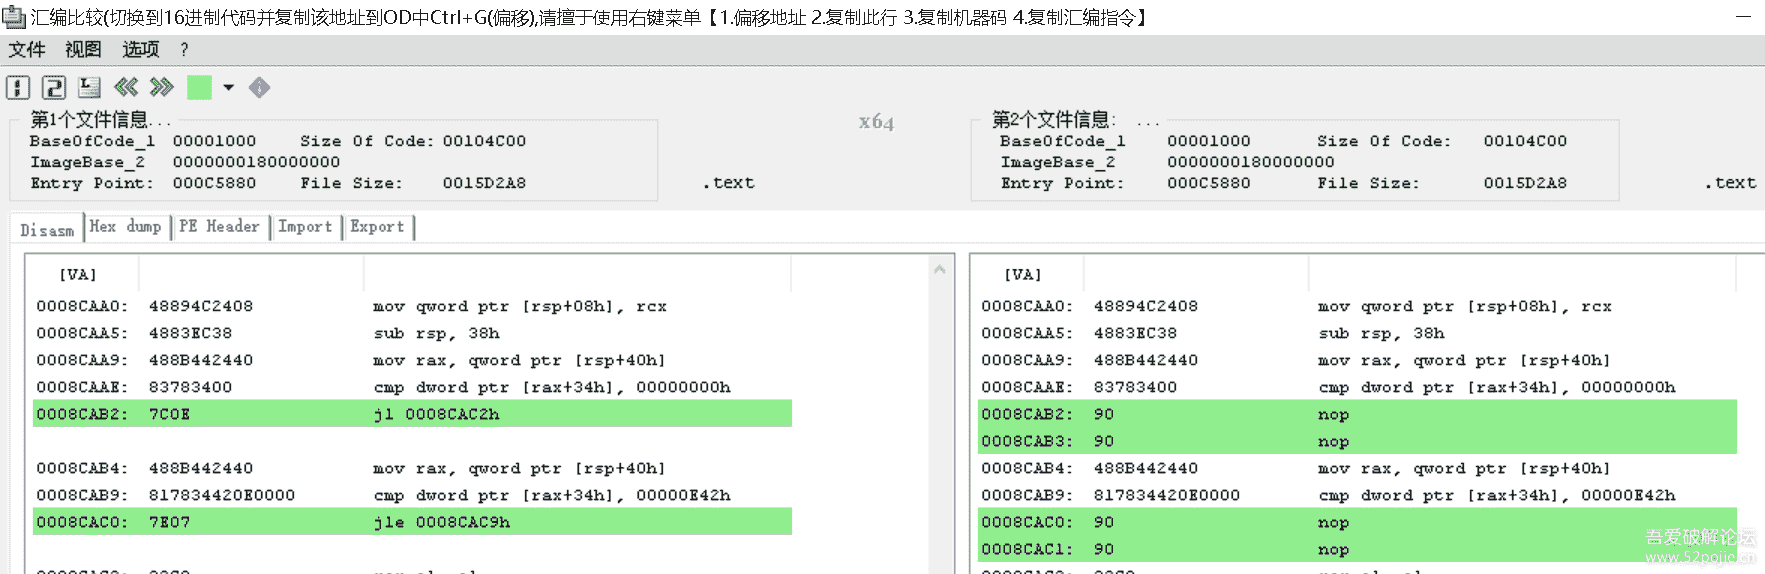 汇编比较(切换到16进制代码并复制该地址到OD中Ctrl+G(偏移),请擅于使用右键菜单【1.偏移地址 2.复制此行 3.复制机器码 4.复制汇编指令】
文件 视图 选项 ?
第1个文件信息...
BaseOfCode_1 00001000 Size Of Code: 00104C00
ImageBase_2 0000000180000000
Entry Point: 000C5880 File Size: 0015D2A8
.text
x64
第2个文件信息: ...
BaseOfCode_1 00001000 Size Of Code: 00104C00
ImageBase_2 0000000180000000
Entry Point: 000C5880 File Size: 0015D2A8
.text
Disasm Hex dump PE Header Import Export
[VA]
0008CAA0: 48894C2408 mov qword ptr [rsp+08h], rcx
0008CAA5: 4883EC38 sub rsp, 38h
0008CAA9: 488B442440 mov rax, qword ptr [rsp+40h]
0008CAAE: 83783400 cmp dword ptr [rax+34h], 00000000h
0008CAB2: 7C0E jl 0008CAC2h
0008CAB4: 488B442440 mov rax, qword ptr [rsp+40h]
0008CAB9: 817834420E0000 cmp dword ptr [rax+34h], 00000E42h
0008CAC0: 7E07 jle 0008CAC9h
[VA]
0008CAA0: 48894C2408 mov qword ptr [rsp+08h], rcx
0008CAA5: 4883EC38 sub rsp, 38h
0008CAA9: 488B442440 mov rax, qword ptr [rsp+40h]
0008CAAE: 83783400 cmp dword ptr [rax+34h], 00000000h
0008CAB2: 90 nop
0008CAB3: 90 nop
0008CAB4: 488B442440 mov rax, qword ptr [rsp+40h]
0008CAB9: 817834420E0000 cmp dword ptr [rax+34h], 00000E42h
0008CAC0: 90 nop
0008CAC1: 90 nop
吾爱破解论坛
www.52pojie.cn